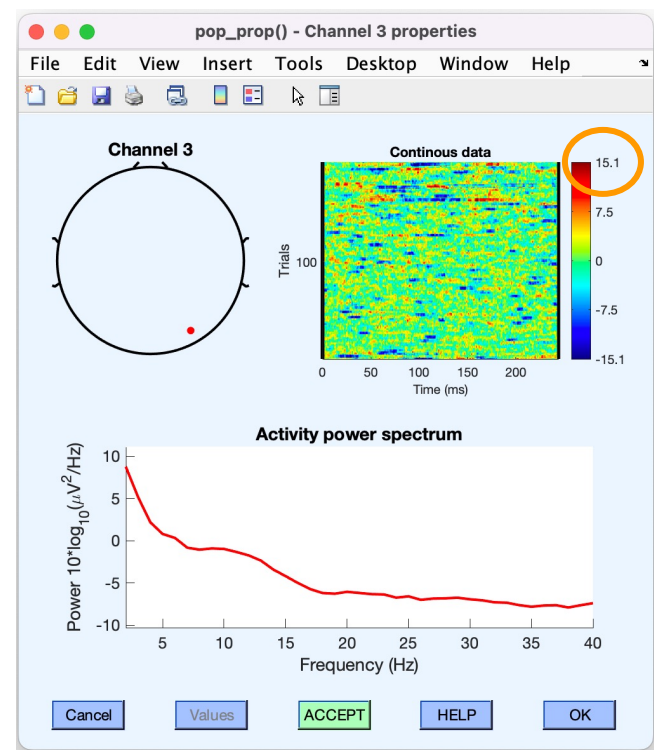 pop_prop() - Channel 3 properties
File Edit View Insert Tools Desktop Window Help
Channel 3
Continous data
15.1
7.5
0
-7.5
-15.1
Trials
100
0 50 100 150 200
Time (ms)
Activity power spectrum
Power 10*log10(μV2/Hz)
10
5
0
-5
-10
5 10 15 20 25 30 35 40
Frequency (Hz)
Cancel Values ACCEPT HELP OK